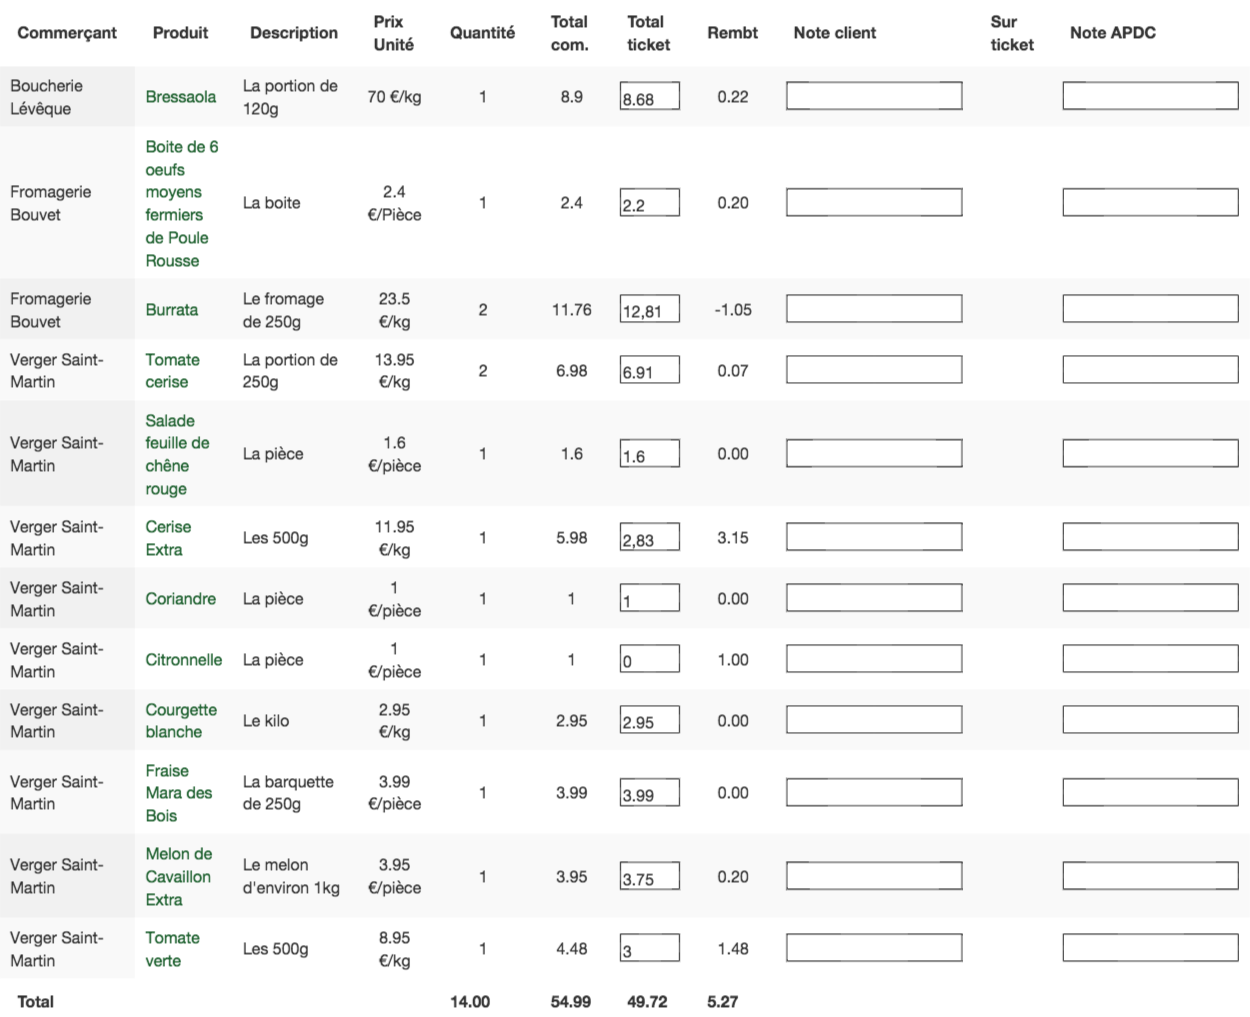 Commerçant Produit Description Prix Unité Quantité Total com. Total ticket Rembt Note client Sur ticket Note APDC
Boucherie Lévêque Bressaola La portion de 120g 70 €/kg 1 8.9 8.68 0.22
Fromagerie Bouvet Boite de 6 oeufs moyens fermiers de Poule Rousse La boite 2.4 €/Pièce 1 2.4 2.2 0.20
Fromagerie Bouvet Burrata Le fromage de 250g 23.5 €/kg 2 11.76 12,81 -1.05
Verger Saint-Martin Tomate cerise La portion de 250g 13.95 €/kg 2 6.98 6.91 0.07
Verger Saint-Martin Salade feuille de chêne rouge La pièce 1.6 €/pièce 1 1.6 1.6 0.00
Verger Saint-Martin Cerise Extra Les 500g 11.95 €/kg 1 5.98 2,83 3.15
Verger Saint-Martin Coriandre La pièce 1 €/pièce 1 1 1 0.00
Verger Saint-Martin Citronnelle La pièce 1 €/pièce 1 1 0 1.00
Verger Saint-Martin Courgette blanche Le kilo 2.95 €/kg 1 2.95 2.95 0.00
Verger Saint-Martin Fraise Mara des Bois La barquette de 250g 3.99 €/pièce 1 3.99 3.99 0.00
Verger Saint-Martin Melon de Cavaillon Extra Le melon d'environ 1kg 3.95 €/pièce 1 3.95 3.75 0.20
Verger Saint-Martin Tomate verte Les 500g 8.95 €/kg 1 4.48 3 1.48
Total 14.00 54.99 49.72 5.27